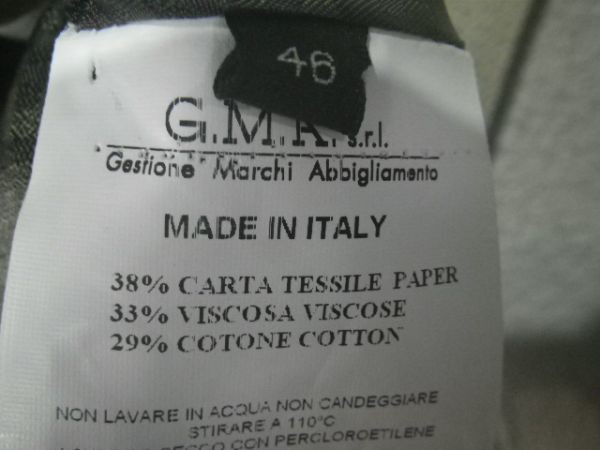 46
G.M.A. s.r.l.
Gestione Marchi Abbigliamento
MADE IN ITALY
38% CARTA TESSILE PAPER
33% VISCOSA VISCOSE
29% COTONE COTTON
NON LAVARE IN ACQUA NON CANDEGGIARE
STIRARE A 110°C
SECCO CON PERCLOROETILENE